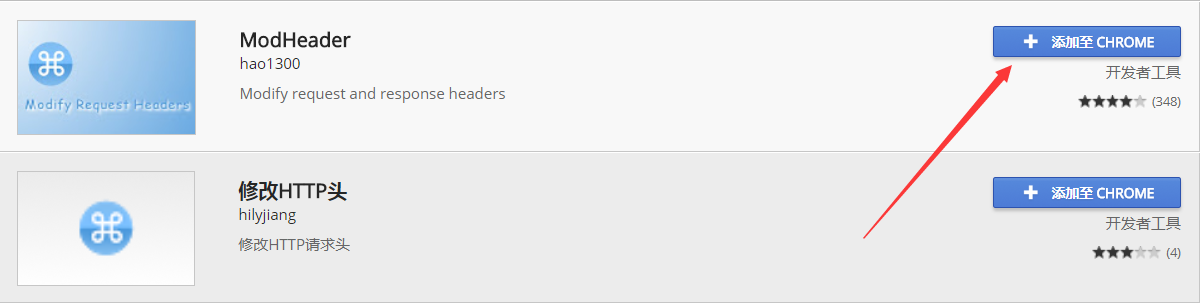 ModHeader
hao1300
Modify request and response headers
Modify Request Headers
添加至 CHROME
开发者工具
(348)
修改HTTP头
hilyjiang
修改HTTP请求头
添加至 CHROME
开发者工具
(4)